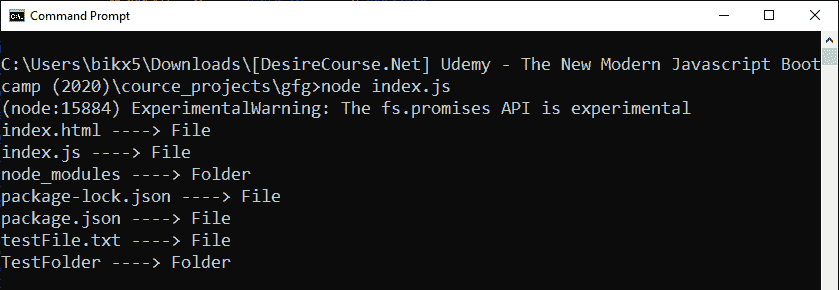 Command Prompt
C:\Users\bikx5\Downloads\[DesireCourse.Net] Udemy - The New Modern Javascript Boot
camp (2020)\cource_projects\gfg>node index.js
(node:15884) ExperimentalWarning: The fs.promises API is experimental
index.html ----> File
index.js ----> File
node_modules ----> Folder
package-lock.json ----> File
package.json ----> File
testFile.txt ----> File
TestFolder ----> Folder